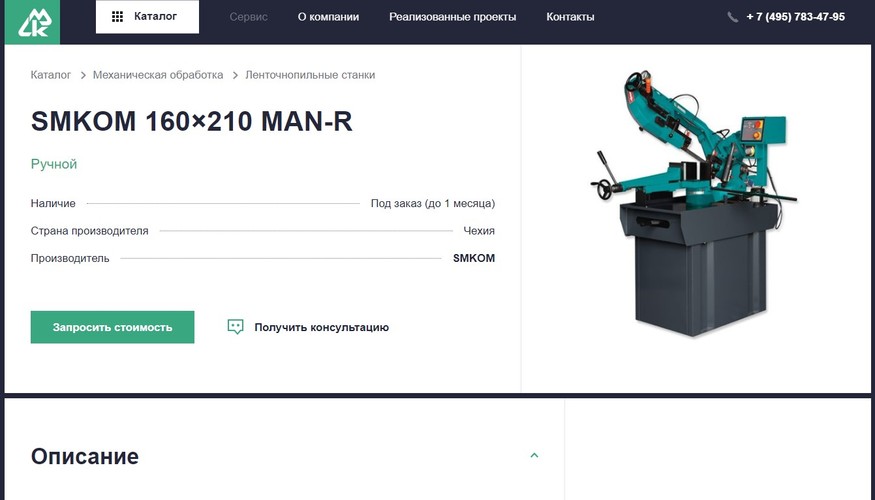 Каталог
Сервис
О компании
Реализованные проекты
Контакты
+ 7 (495) 783-47-95
Каталог > Механическая обработка > Ленточнопильные станки
SMKOM 160×210 MAN-R
Ручной
Наличие Под заказ (до 1 месяца)
Страна производителя Чехия
Производитель SMKOM
Запросить стоимость
Получить консультацию
Описание